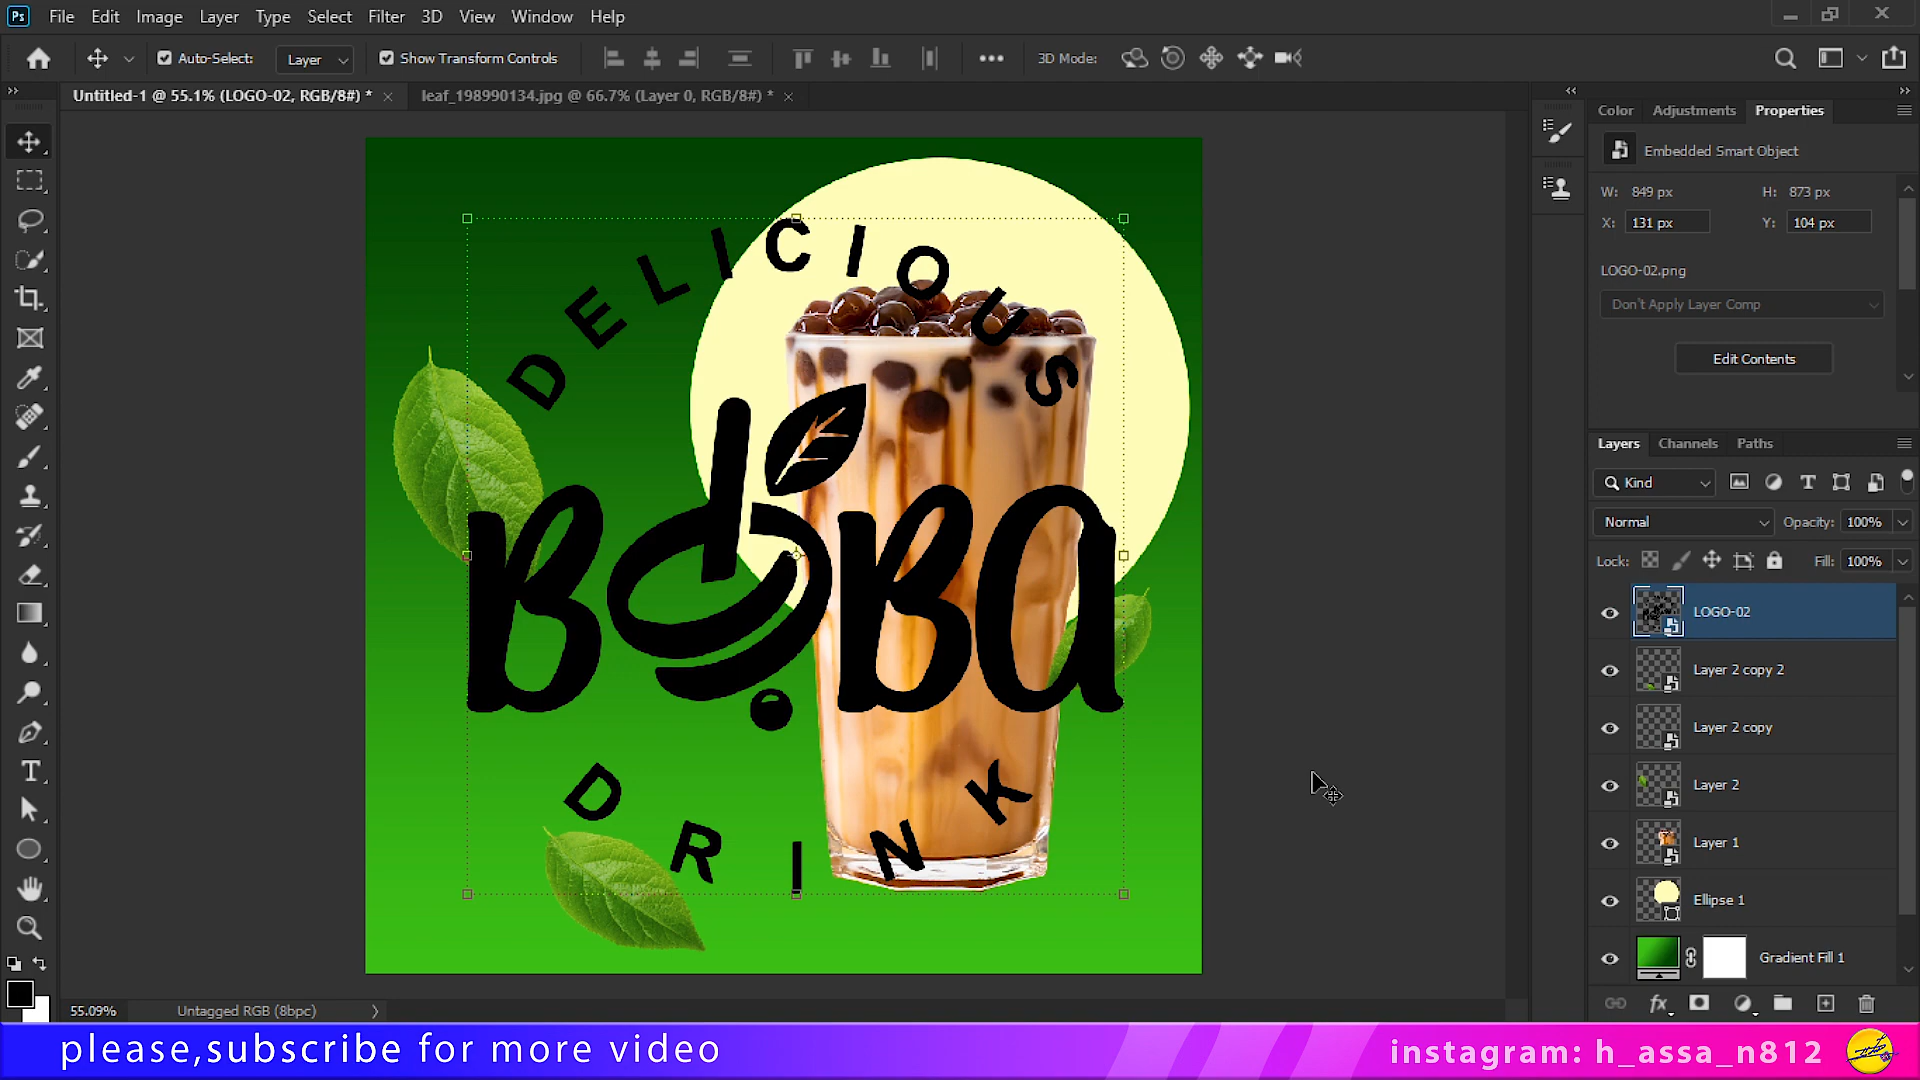 Ps File Edit Image Layer Type Select Filter 3D View Window Help
Auto-Select: Layer Show Transform Controls 3D Mode:
Untitled-1 @ 55.1% (LOGO-02, RGB/8#) * leaf_198990134.jpg @ 66.7% (Layer 0, RGB/8#) *
Color Adjustments Properties
Embedded Smart Object
W: 849 px H: 873 px
X: 131 px Y: 104 px
LOGO-02.png
Don't Apply Layer Comp
Edit Contents
DELICIOUS
BOBA
DRINK
Layers Channels Paths
Kind
Normal Opacity: 100%
Lock: Fill: 100%
LOGO-02
Layer 2 copy 2
Layer 2 copy
Layer 2
Layer 1
Ellipse 1
Gradient Fill 1
fx
55.09% Untagged RGB (8bpc)
please,subscribe for more video
instagram: h_assa_n812